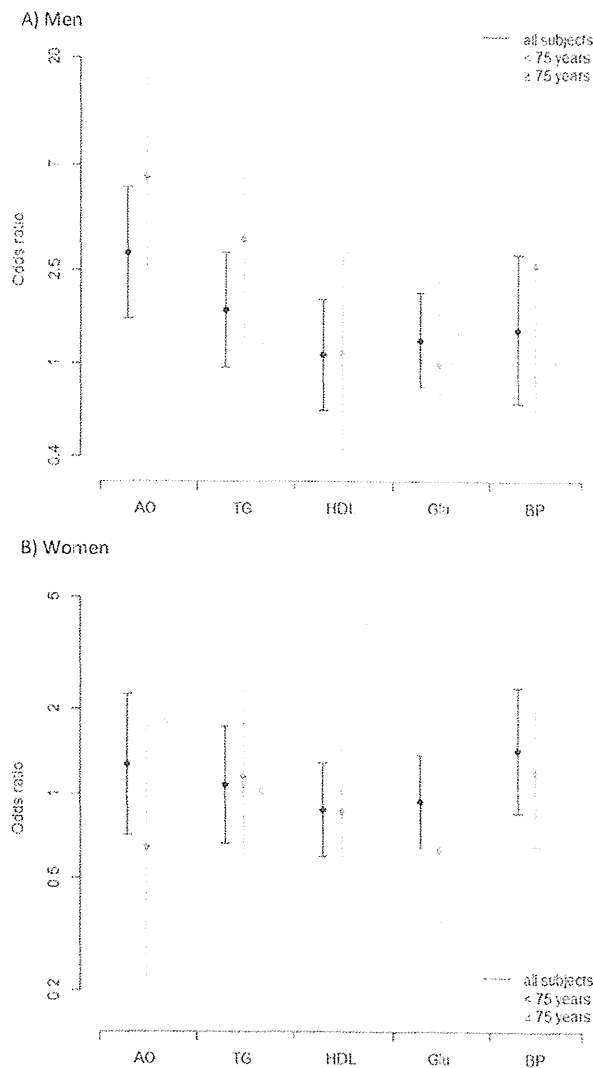 A) Men
all subjects
< 75 years
≥ 75 years
20
7
2.5
1
0.4
Odds ratio
AO
TG
HDL
Glu
BP
B) Women
5
2
1
0.5
0.2
Odds ratio
all subjects
< 75 years
≥ 75 years
AO
TG
HDL
Glu
BP